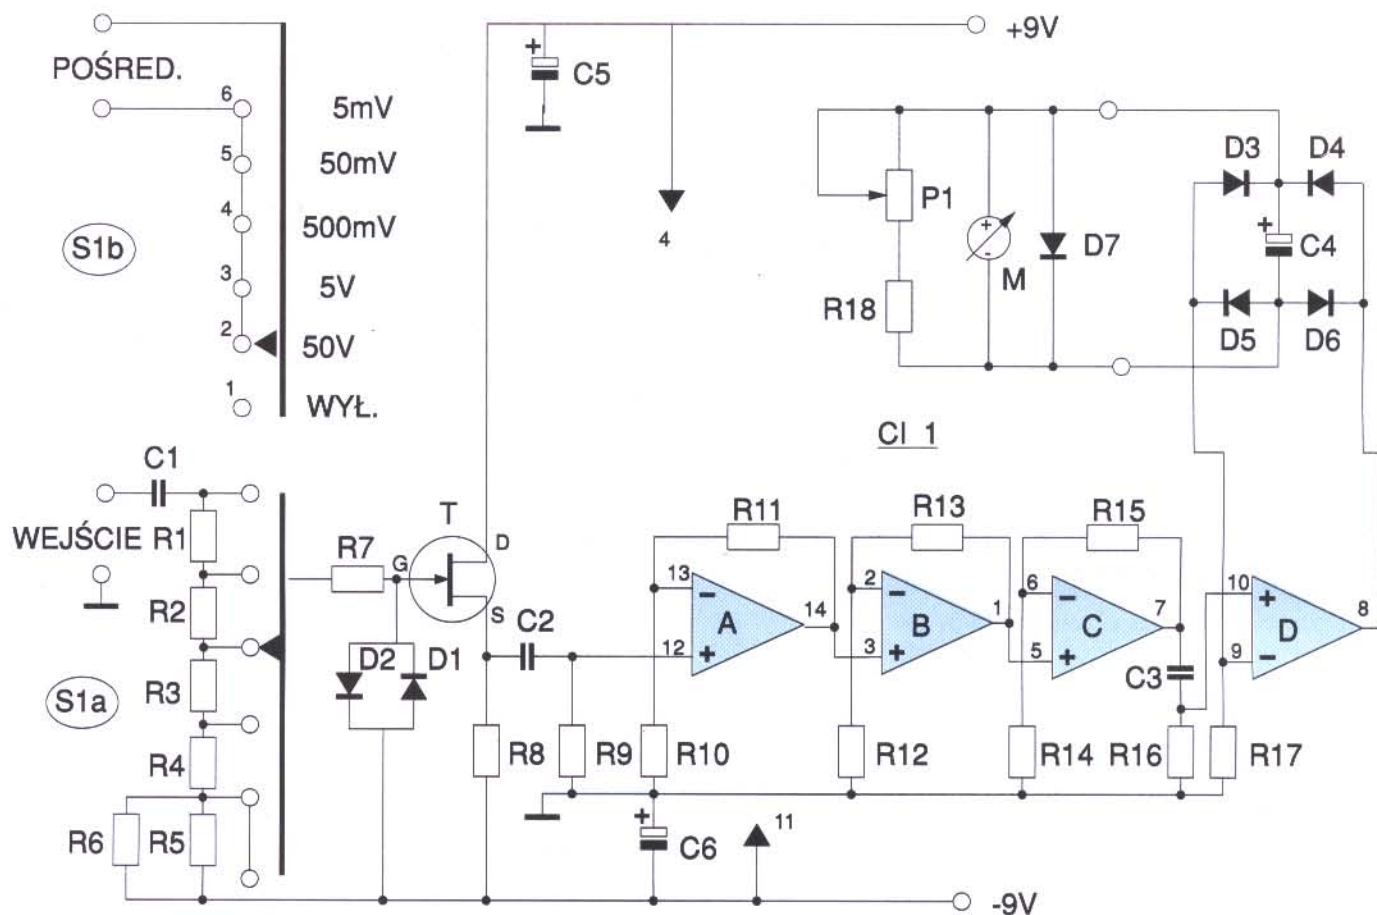 +9V
POŚRED.
+
C5
6
5mV
5
50mV
4
500mV
3
5V
2
50V
1
WYŁ.
S1b
4
P1
R18
+
-
M
D7
D3
D4
+
C4
D5
D6
CI 1
C1
WEJŚCIE
R1
R2
R3
R4
R6
R5
S1a
R7
T
G
D
S
D2
D1
C2
R8
R9
R10
R11
13
-
12
+
A
14
R12
R13
2
-
3
+
B
1
R14
R15
6
-
5
+
C
7
C3
R16
R17
10
+
9
-
D
8
+
C6
11
-9V